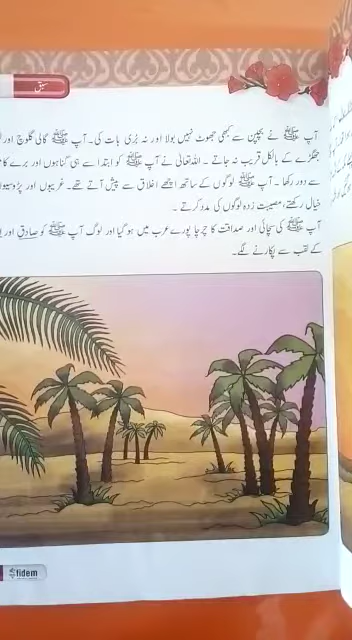 سبق
آپ ﷺ نے بچپن سے کبھی جھوٹ نہیں بولا اور نہ بُری بات کی۔ آپ ﷺ گالی گلوچ اور
جھگڑے کے بالکل قریب نہ جاتے ۔ اللہ تعالیٰ نے آپ ﷺ کو ابتدا سے ہی گناہوں اور برے
سے دور رکھا ۔ آپ ﷺ لوگوں کے ساتھ اچھے اخلاق سے پیش آتے تھے۔ غریبوں اور
خیال رکھتے، مصیبت زدہ لوگوں کی مدد کرتے ۔
آپ ﷺ کی سچائی اور صداقت کا چرچا پورے عرب میں ہو گیا اور لوگ آپ ﷺ کو صادق اور
کے لقب سے پکارنے لگے۔
fidem